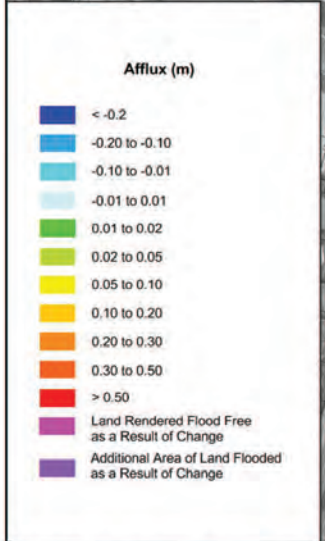 Afflux (m)
< -0.2
-0.20 to -0.10
-0.10 to -0.01
-0.01 to 0.01
0.01 to 0.02
0.02 to 0.05
0.05 to 0.10
0.10 to 0.20
0.20 to 0.30
0.30 to 0.50
> 0.50
Land Rendered Flood Free
as a Result of Change
Additional Area of Land Flooded
as a Result of Change